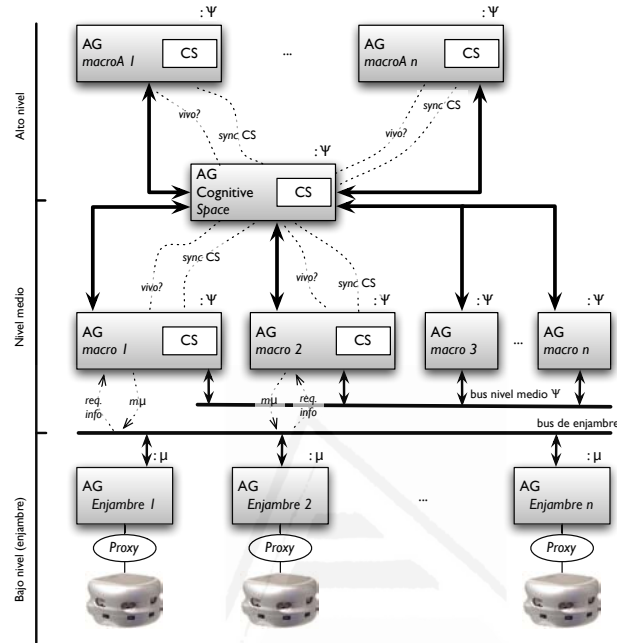 : Ψ
: Ψ
AG
macroA 1
CS
...
AG
macroA n
CS
Alto nivel
vivo?
sync CS
vivo?
sync CS
: Ψ
AG
Cognitive
Space
CS
Nivel medio
vivo?
sync CS
vivo?
sync CS
: Ψ
: Ψ
: Ψ
: Ψ
AG
macro 1
CS
AG
macro 2
CS
AG
macro 3
...
AG
macro n
req.
info
mμ
mμ
req.
info
bus nivel medio Ψ
bus de enjambre
: μ
: μ
: μ
AG
Enjambre 1
AG
Enjambre 2
...
AG
Enjambre n
Bajo nivel (enjambre)
Proxy
Proxy
Proxy